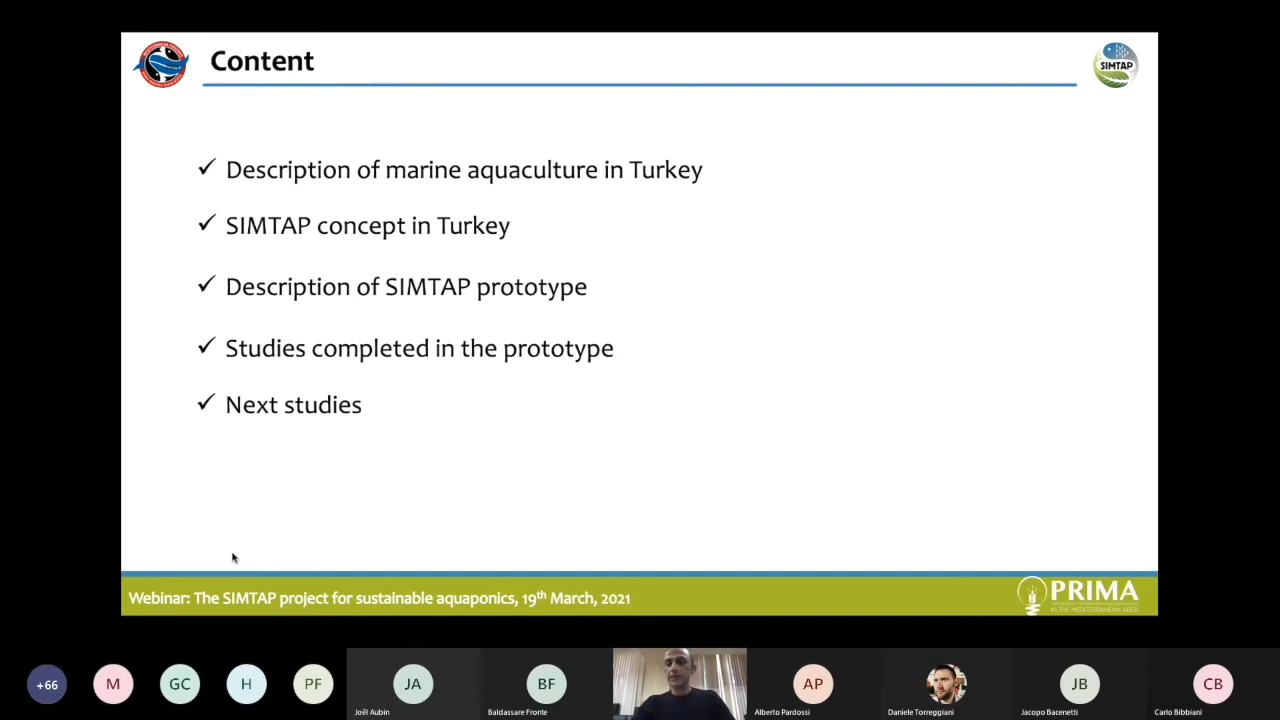 Content
SIMTAP
✓ Description of marine aquaculture in Turkey
✓ SIMTAP concept in Turkey
✓ Description of SIMTAP prototype
✓ Studies completed in the prototype
✓ Next studies
Webinar: The SIMTAP project for sustainable aquaponics, 19th March, 2021
PRIMA
IN THE MEDITERRANEAN AREA
+66
M
GC
H
PF
JA
BF
AP
JB
CB
Joël Aubin
Baldassare Fronte
Alberto Pardossi
Daniele Torreggiani
Jacopo Bacenetti
Carlo Bibbiani